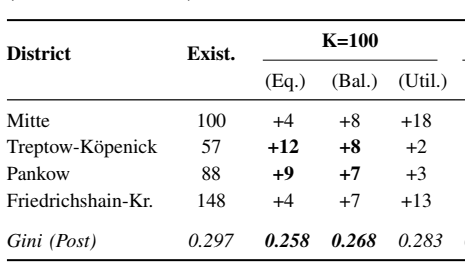 K=100
District Exist.
(Eq.) (Bal.) (Util.)
Mitte 100 +4 +8 +18
Treptow-Köpenick 57 +12 +8 +2
Pankow 88 +9 +7 +3
Friedrichshain-Kr. 148 +4 +7 +13
Gini (Post) 0.297 0.258 0.268 0.283